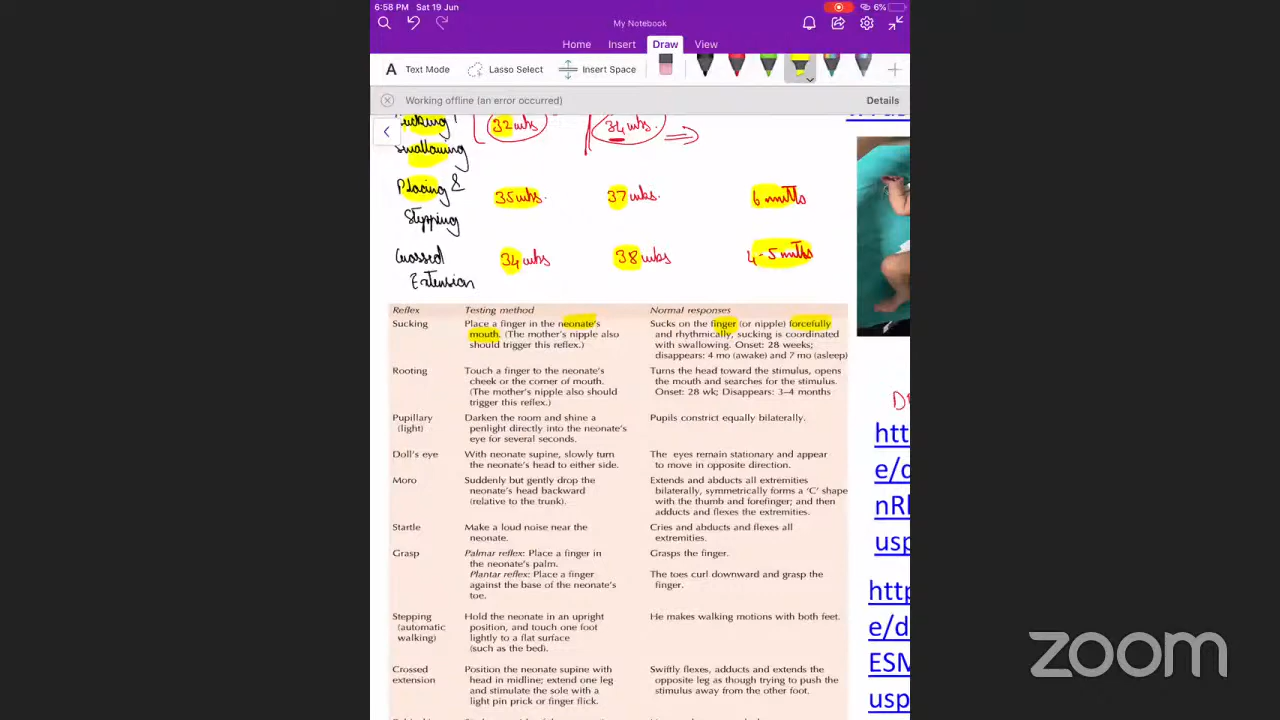 6:58 PM Sat 19 Jun
6%
My Notebook
Home Insert Draw View
A Text Mode Lasso Select Insert Space
Working offline (an error occurred) Details
32 wks 34 wks.
Swallowing
Placing & 35 wks. 37 wks. 6 mnths
Stepping
Crossed 34 wks 38 wks 4-5 mnths
Extension
Reflex Testing method Normal responses
Sucking Place a finger in the neonate's Sucks on the finger (or nipple) forcefully
mouth. (The mother's nipple also and rhythmically, sucking is coordinated
should trigger this reflex.) with swallowing. Onset: 28 weeks;
disappears: 4 mo (awake) and 7 mo (asleep)
Rooting Touch a finger to the neonate's Turns the head toward the stimulus, opens
cheek or the corner of mouth. the mouth and searches for the stimulus.
(The mother's nipple also should Onset: 28 wk; Disappears: 3–4 months
trigger this reflex.)
Pupillary Darken the room and shine a Pupils constrict equally bilaterally.
(light) penlight directly into the neonate's
eye for several seconds.
Doll's eye With neonate supine, slowly turn The eyes remain stationary and appear
the neonate's head to either side. to move in opposite direction.
Moro Suddenly but gently drop the Extends and abducts all extremities
neonate's head backward bilaterally, symmetrically forms a 'C' shape
(relative to the trunk). with the thumb and forefinger; and then
adducts and flexes the extremities.
Startle Make a loud noise near the Cries and abducts and flexes all
neonate. extremities.
Grasp Palmar reflex: Place a finger in Grasps the finger.
the neonate's palm.
Plantar reflex: Place a finger The toes curl downward and grasp the
against the base of the neonate's finger.
toe.
Stepping Hold the neonate in an upright He makes walking motions with both feet.
(automatic position, and touch one foot
walking) lightly to a flat surface
(such as the bed).
Crossed Position the neonate supine with Swiftly flexes, adducts and extends the
extension head in midline; extend one leg opposite leg as though trying to push the
and stimulate the sole with a stimulus away from the other foot.
light pin prick or finger flick.
htt
e/d
nRl
usp
http
e/d
ESM
usp
zoom